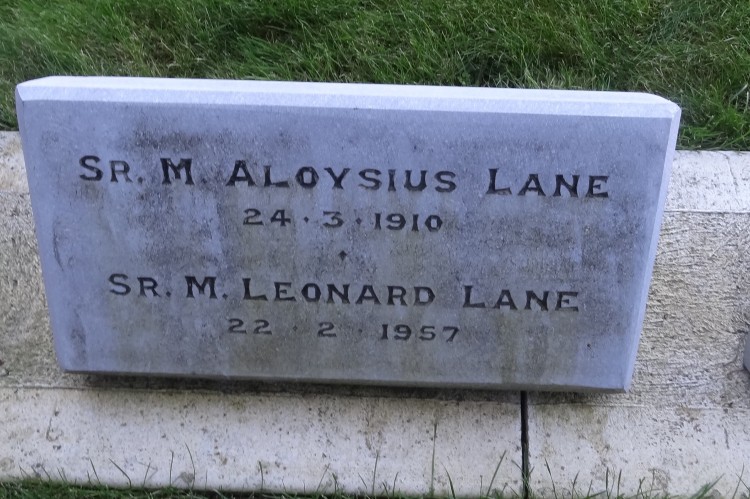 Sr. M. Aloysius Lane
24 · 3 · 1910
Sr. M. Leonard Lane
22 · 2 · 1957